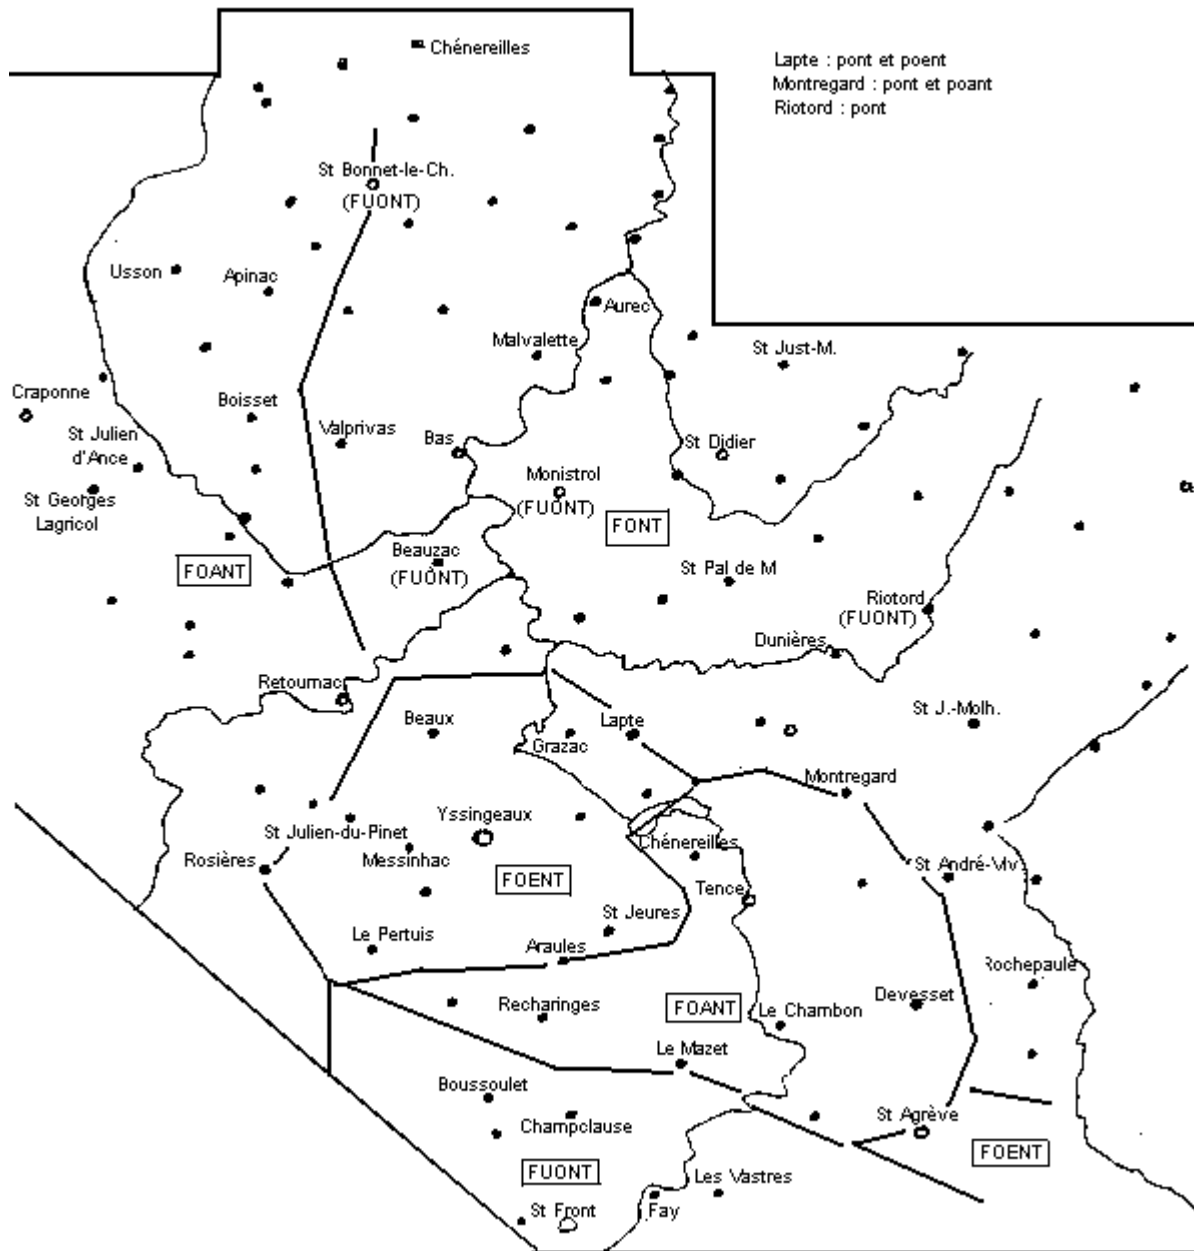 Chénereilles
Lapte : pont et poent
Montregard : pont et poant
Riotord : pont
St Bonnet-le-Ch.
(FUONT)
Usson
Apinac
Aurec
Malvalette
St Just-M.
Craponne
Boisset
Valprivas
Bas
St Didier
St Julien
d'Ance
St Georges
Lagricol
Monistrol
(FUONT)
FONT
FOANT
Beauzac
(FUONT)
St Pal de M
Riotord
(FUONT)
Dunières
Retournac
Beaux
Grazac
Lapte
St J.-Molh.
Montregard
St Julien-du-Pinet
Yssingeaux
Rosières
Messinhac
Chénereilles
St André-Viv.
FOENT
Tence
St Jeures
Le Pertuis
Araules
Rochepaule
Recharinges
FOANT
Le Chambon
Devesset
Le Mazet
Boussoulet
Champclause
St Agrève
FOENT
FUONT
Les Vastres
St Front
Fay